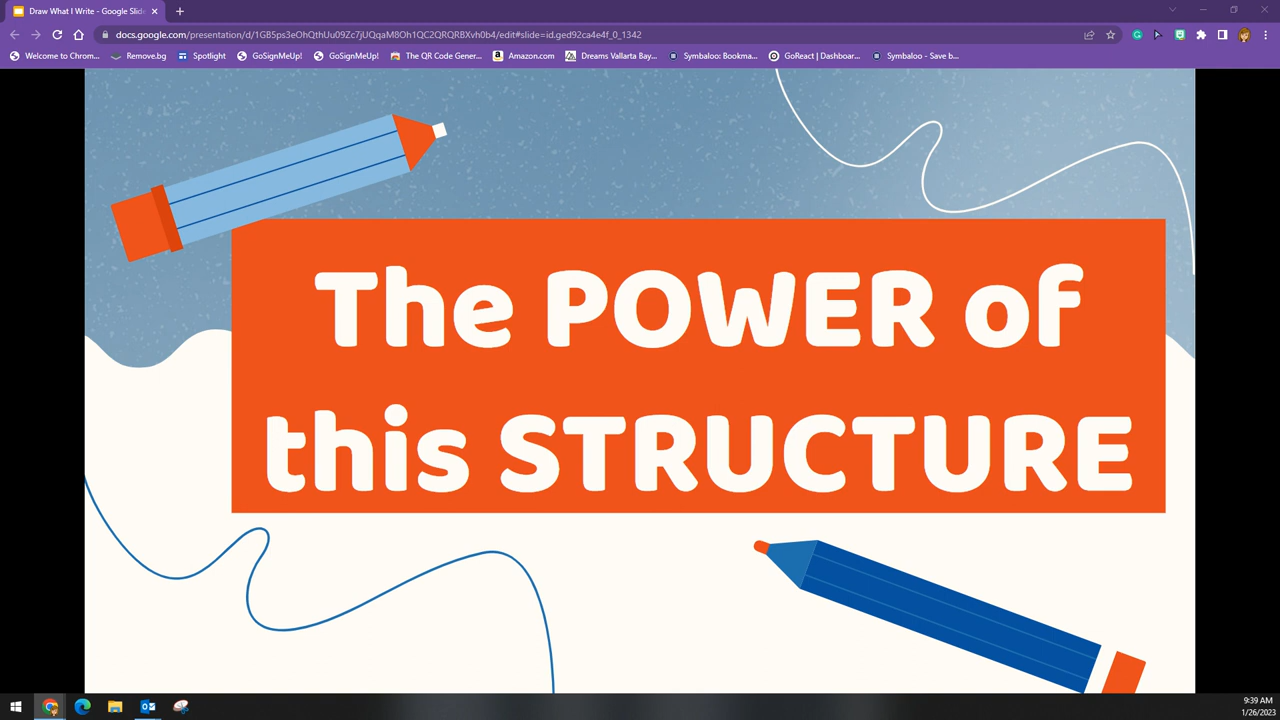 Draw What I Write - Google Slid
docs.google.com/presentation/d/1G85ps3eOhQthUu09Zc7jUQqaM8Oh1QC2QRQRBXvh0b4/edit#slide=id.ged92ca4e4f_0_1342
Welcome to Chrom... Remove.bg Spotlight GoSignMeUp! GoSignMeUp! The QR Code Gener... Amazon.com Dreams Vallarta Bay... Symbaloo: Bookma... GoReact | Dashboar... Symbaloo - Save b...
The POWER of
this STRUCTURE
9:39 AM
1/26/2023